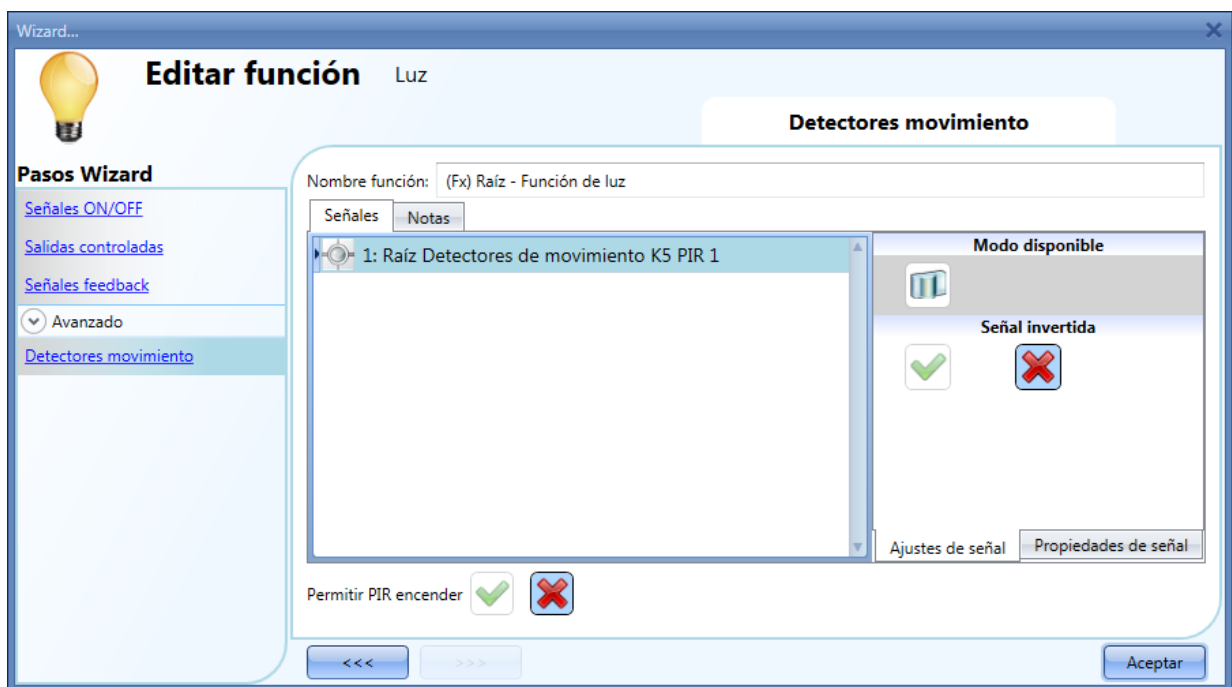 Wizard...
Editar función Luz
Detectores movimiento
Pasos Wizard
Señales ON/OFF
Salidas controladas
Señales feedback
Avanzado
Detectores movimiento
Nombre función: (Fx) Raíz - Función de luz
Señales Notas
1: Raíz Detectores de movimiento K5 PIR 1
Modo disponible
Señal invertida
Ajustes de señal Propiedades de señal
Permitir PIR encender
<<< >>> Aceptar